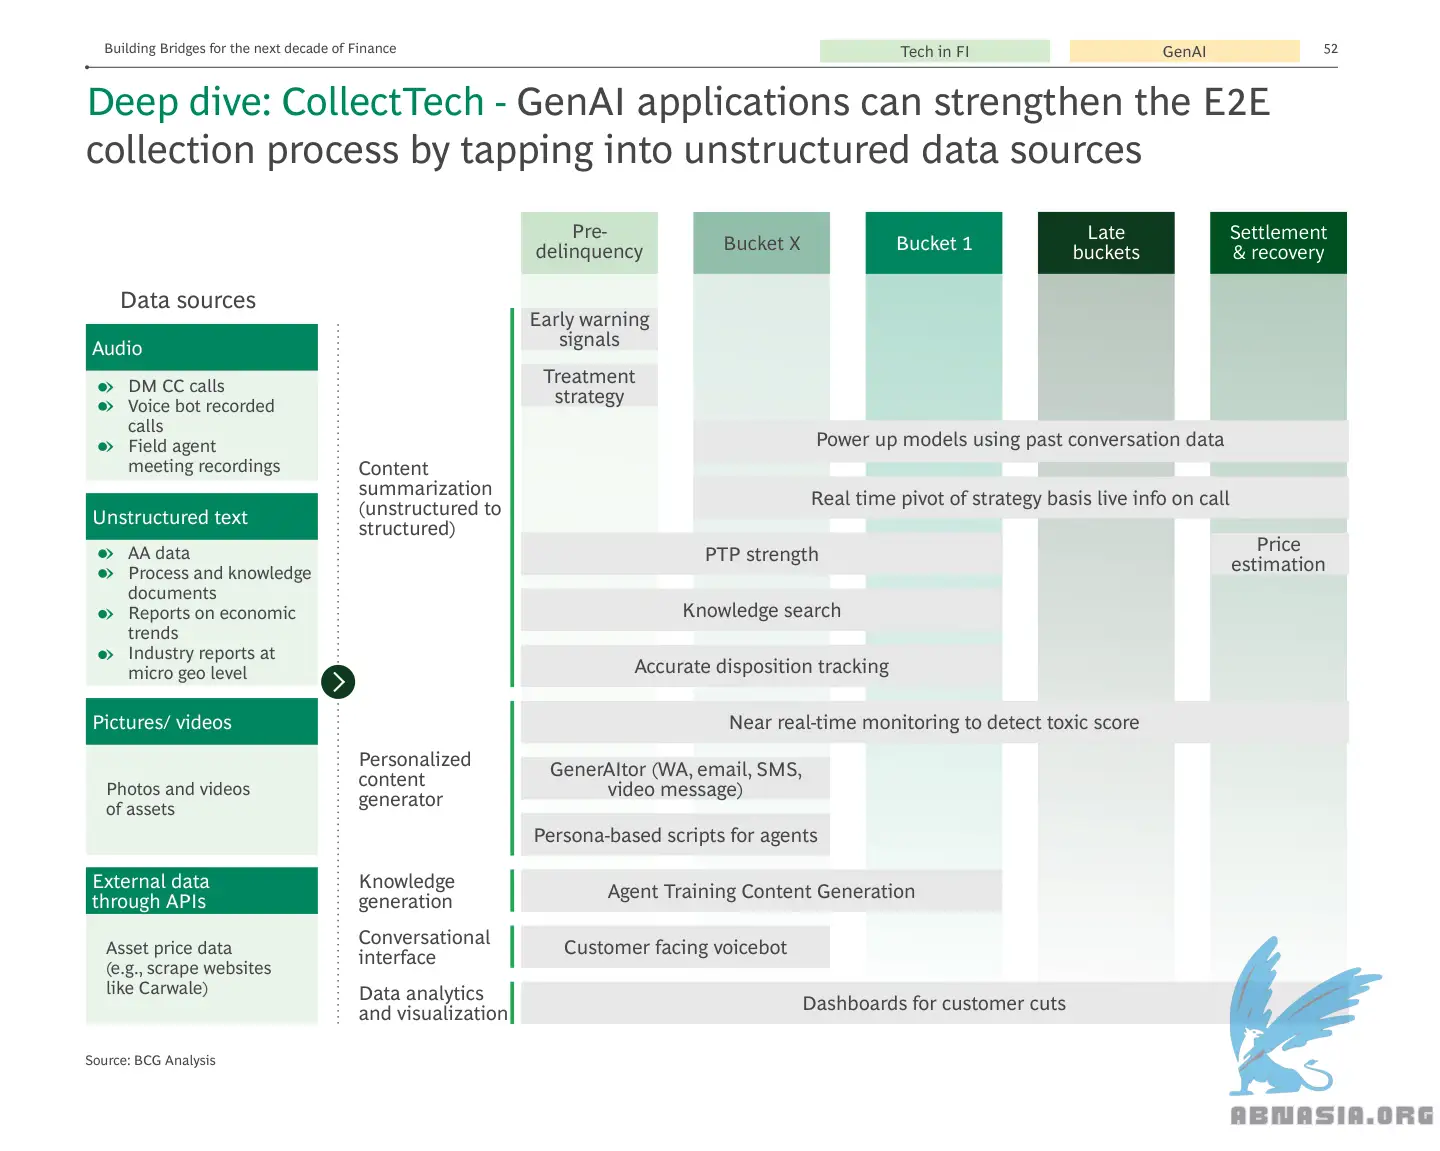 Building Bridges for the next decade of Finance
Tech in FI
GenAI
52
Deep dive: CollectTech - GenAI applications can strengthen the E2E
collection process by tapping into unstructured data sources
Pre-
delinquency
Bucket X
Bucket 1
Late
buckets
Settlement
& recovery
Data sources
Audio
DM CC calls
Voice bot recorded
calls
Field agent
meeting recordings
Unstructured text
AA data
Process and knowledge
documents
Reports on economic
trends
Industry reports at
micro geo level
Pictures/ videos
Photos and videos
of assets
External data
through APIs
Asset price data
(e.g., scrape websites
like Carwale)
Content
summarization
(unstructured to
structured)
Early warning
signals
Treatment
strategy
Power up models using past conversation data
Real time pivot of strategy basis live info on call
PTP strength
Price
estimation
Knowledge search
Accurate disposition tracking
Personalized
content
generator
Near real-time monitoring to detect toxic score
GenerAItor (WA, email, SMS,
video message)
Persona-based scripts for agents
Knowledge
generation
Agent Training Content Generation
Conversational
interface
Customer facing voicebot
Data analytics
and visualization
Dashboards for customer cuts
Source: BCG Analysis
ABNASIA.ORG